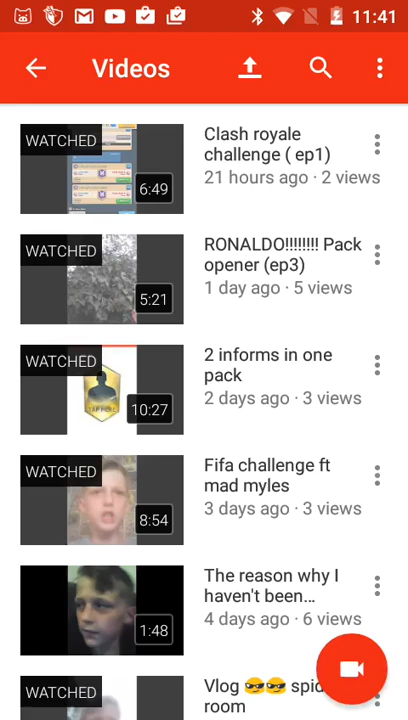 11:41
Videos
WATCHED
6:49
Clash royale
challenge ( ep1)
21 hours ago · 2 views
WATCHED
5:21
RONALDO!!!!!!!! Pack
opener (ep3)
1 day ago · 5 views
WATCHED
10:27
2 informs in one
pack
2 days ago · 3 views
WATCHED
8:54
Fifa challenge ft
mad myles
3 days ago · 3 views
1:48
The reason why I
haven't been...
4 days ago · 6 views
WATCHED
Vlog 😎😎 spid
room